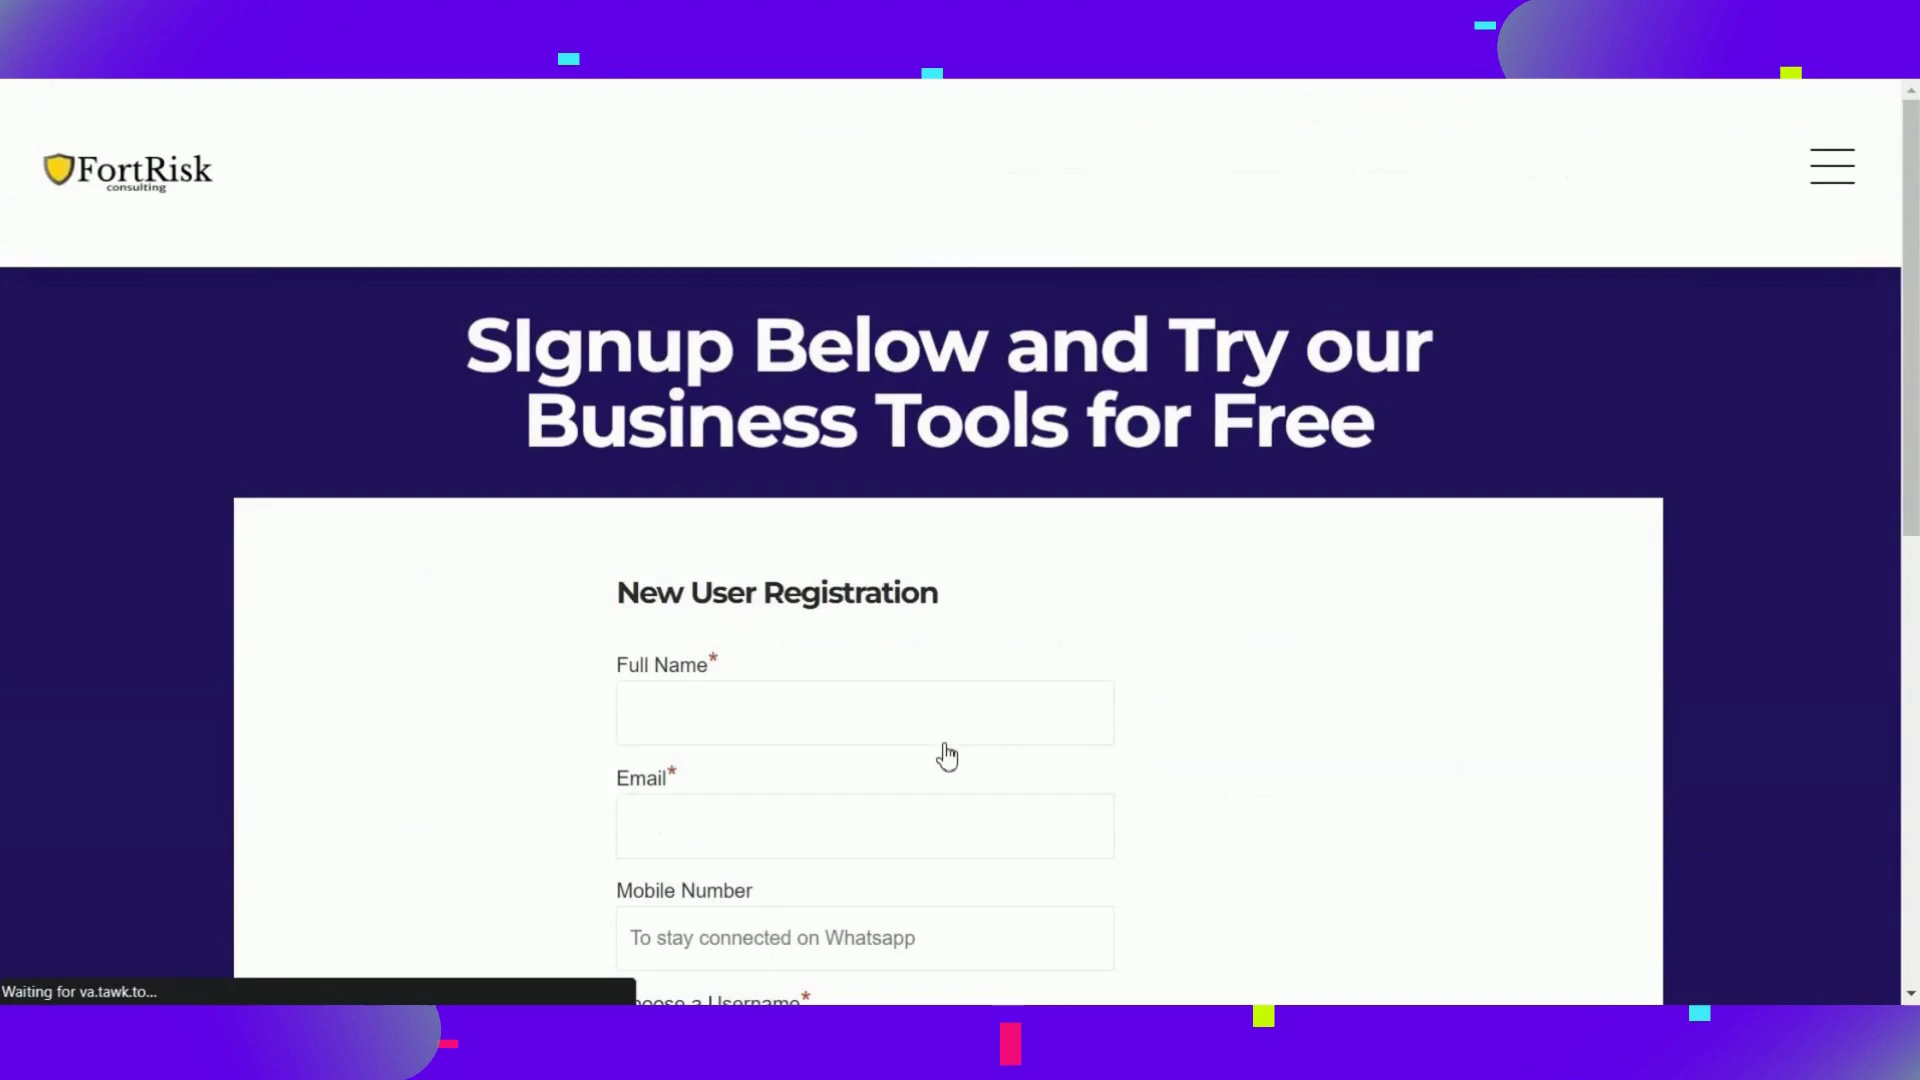 FortRisk
consulting
SIgnup Below and Try our
Business Tools for Free
New User Registration
Full Name*
Email*
Mobile Number
To stay connected on Whatsapp
a Username*
Waiting for va.tawk.to...